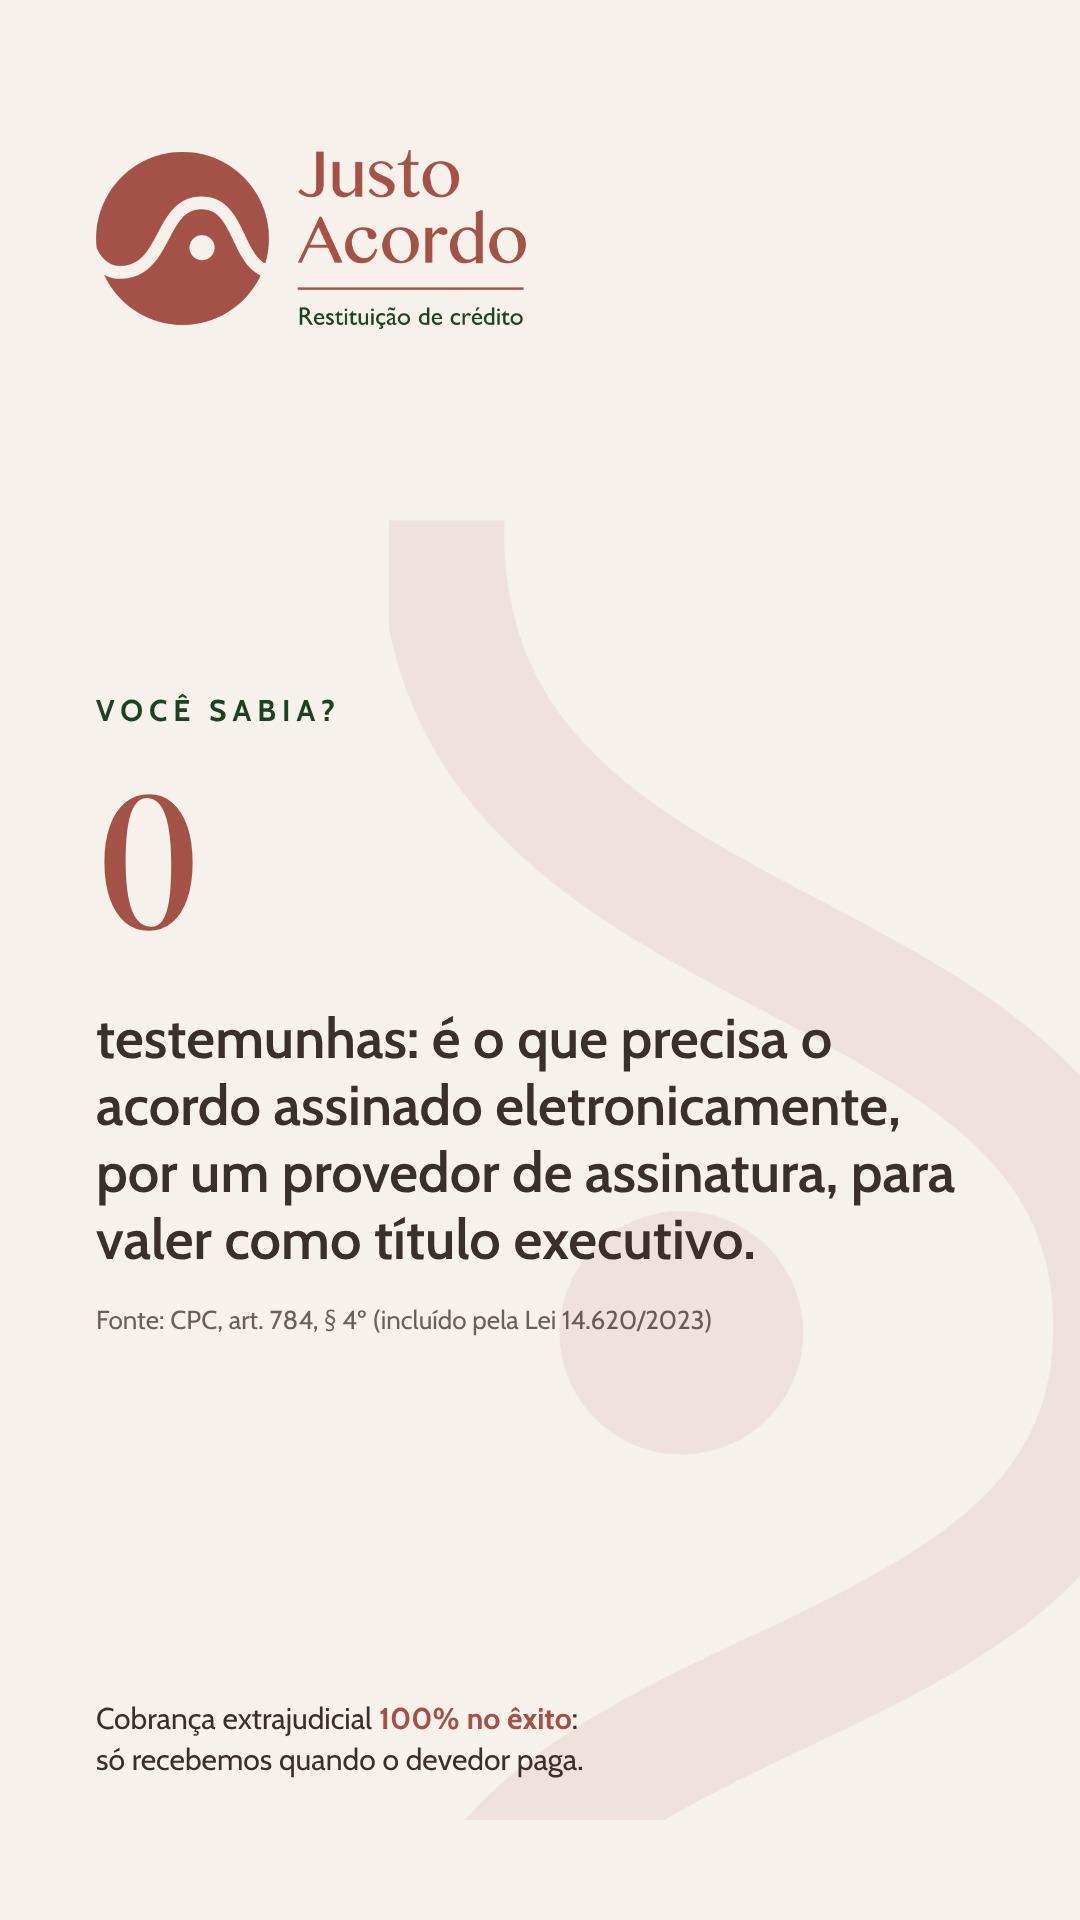 Justo
Acordo
Restituição de crédito
VOCÊ SABIA?
0
testemunhas: é o que precisa o
acordo assinado eletronicamente,
por um provedor de assinatura, para
valer como título executivo.
Fonte: CPC, art. 784, § 4º (incluído pela Lei 14.620/2023)
Cobrança extrajudicial 100% no êxito:
só recebemos quando o devedor paga.